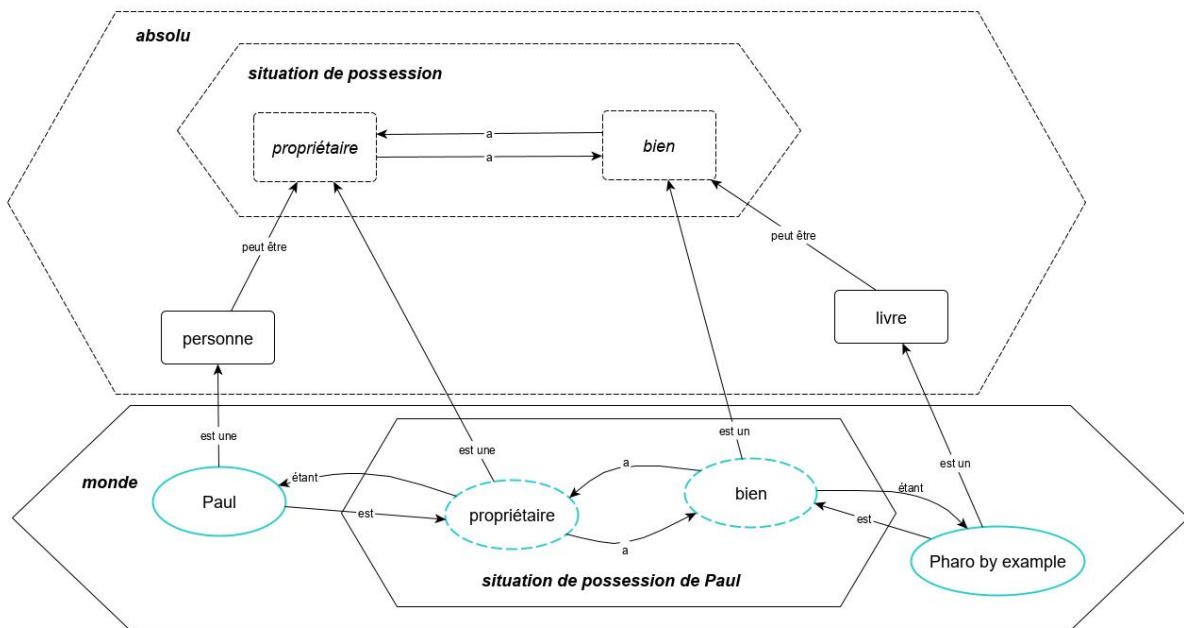 absolu
situation de possession
propriétaire
a
a
bien
peut être
peut être
personne
livre
est une
est une
est un
est un
monde
Paul
étant
est
propriétaire
a
a
bien
étant
est
Pharo by example
situation de possession de Paul